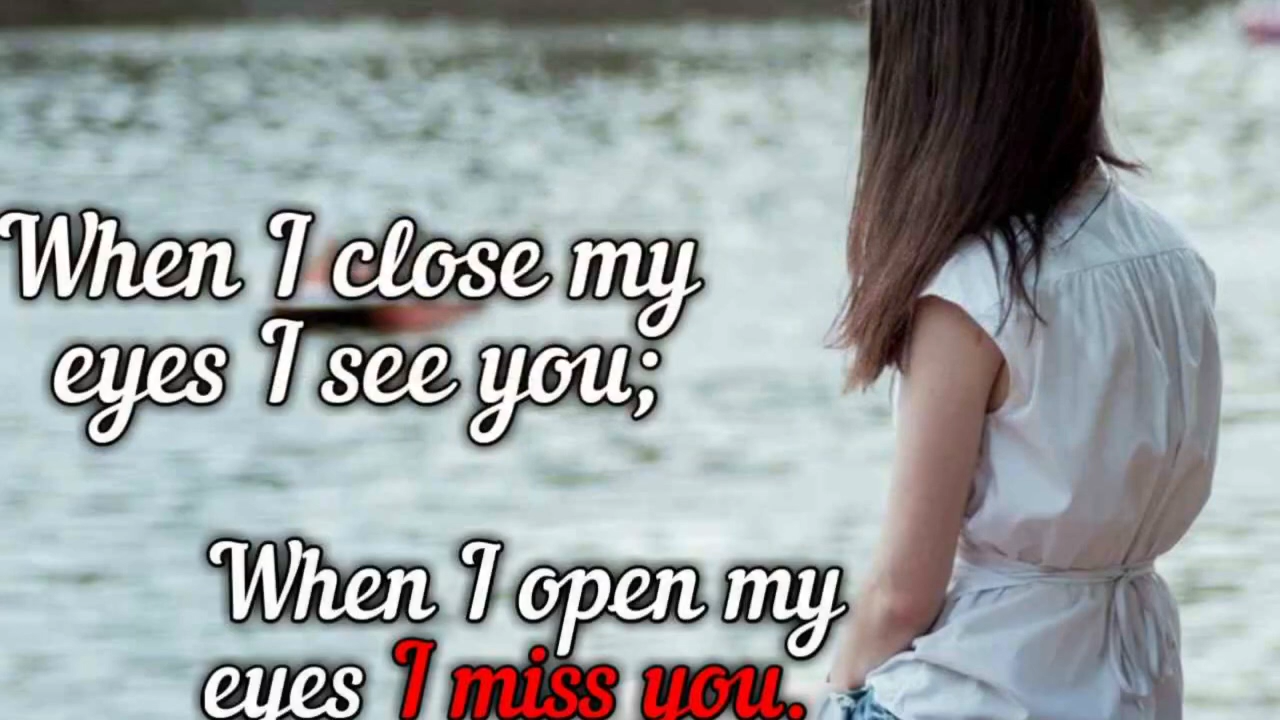 When I close my
eyes I see you;
When I open my
eyes I miss you.